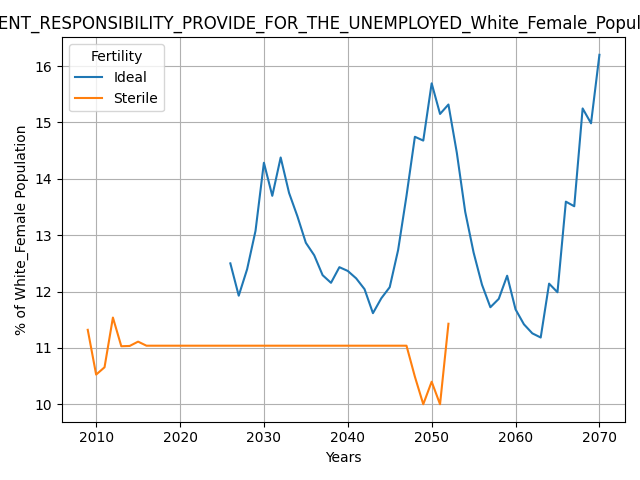 ENT_RESPONSIBILITY_PROVIDE_FOR_THE_UNEMPLOYED_White_Female_Popul
Fertility
Ideal
Sterile
% of White_Female Population
16
15
14
13
12
11
10
2010 2020 2030 2040 2050 2060 2070
Years